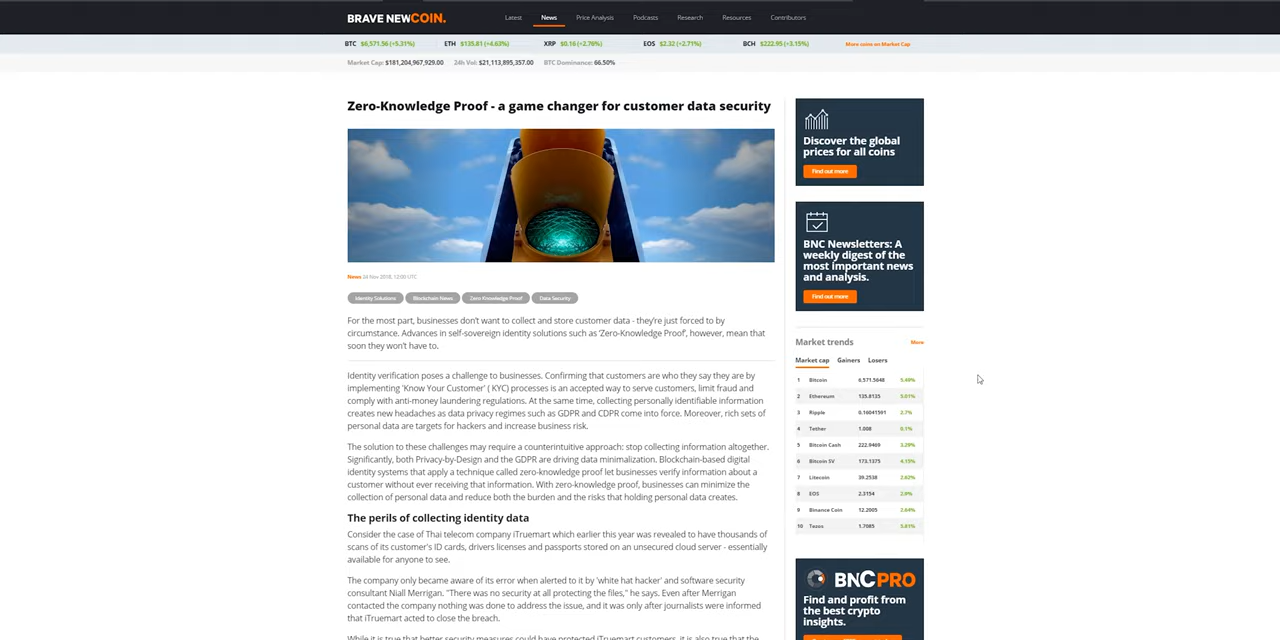 BRAVE NEWCOIN.
Latest News Price Analysis Podcasts Research Resources Contributors
BTC $6,571.56 (+5.31%) ETH $135.81 (+4.63%) XRP $0.16 (+2.76%) EOS $2.32 (+2.71%) BCH $222.95 (+3.15%) More coins on Market Cap
Market Cap: $181,204,967,929.00 24h Vol: $21,113,895,357.00 BTC Dominance: 66.50%
Zero-Knowledge Proof - a game changer for customer data security
News 24 Nov 2018, 12:00 UTC
Identity Solutions Blockchain News Zero Knowledge Proof Data Security
For the most part, businesses don't want to collect and store customer data - they're just forced to by
circumstance. Advances in self-sovereign identity solutions such as 'Zero-Knowledge Proof', however, mean that
soon they won't have to.
Identity verification poses a challenge to businesses. Confirming that customers are who they say they are by
implementing 'Know Your Customer' ( KYC) processes is an accepted way to serve customers, limit fraud and
comply with anti-money laundering regulations. At the same time, collecting personally identifiable information
creates new headaches as data privacy regimes such as GDPR and CDPR come into force. Moreover, rich sets of
personal data are targets for hackers and increase business risk.
The solution to these challenges may require a counterintuitive approach: stop collecting information altogether.
Significantly, both Privacy-by-Design and the GDPR are driving data minimalization. Blockchain-based digital
identity systems that apply a technique called zero-knowledge proof let businesses verify information about a
customer without ever receiving that information. With zero-knowledge proof, businesses can minimize the
collection of personal data and reduce both the burden and the risks that holding personal data creates.
The perils of collecting identity data
Consider the case of Thai telecom company iTruemart which earlier this year was revealed to have thousands of
scans of its customer's ID cards, drivers licenses and passports stored on an unsecured cloud server - essentially
available for anyone to see.
The company only became aware of its error when alerted to it by 'white hat hacker' and software security
consultant Niall Merrigan. "There was no security at all protecting the files," he says. Even after Merrigan
contacted the company nothing was done to address the issue, and it was only after journalists were informed
that iTruemart acted to close the breach.
While it is true that better security measures could have protected iTruemart customers, it is also true that the
Discover the global
prices for all coins
Find out more
BNC Newsletters: A
weekly digest of the
most important news
and analysis.
Find out more
Market trends More
Market cap Gainers Losers
1 Bitcoin 6,571.5648 5.49%
2 Ethereum 135.8135 5.01%
3 Ripple 0.16041591 2.7%
4 Tether 1.008 0.1%
5 Bitcoin Cash 222.9469 3.29%
6 Bitcoin SV 173.1375 4.15%
7 Litecoin 39.2538 2.62%
8 EOS 2.3154 2.9%
9 Binance Coin 12.2005 2.64%
10 Tezos 1.7085 5.81%
BNCPRO
Find and profit from
the best crypto
insights.